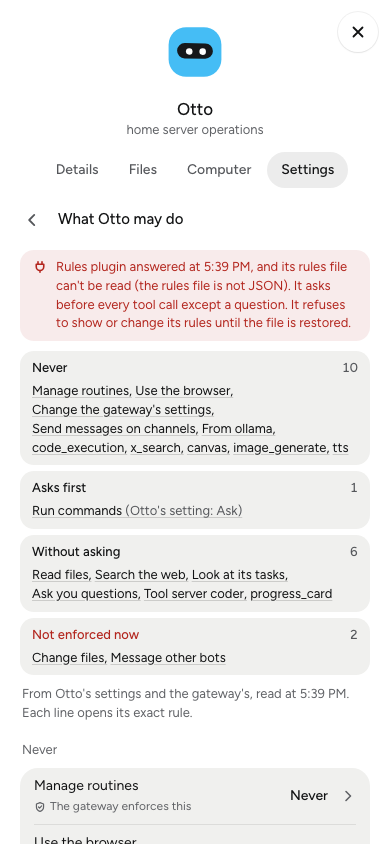 Otto
home server operations
Details
Files
Computer
Settings
What Otto may do
Rules plugin answered at 5:39 PM, and its rules file
can't be read (the rules file is not JSON). It asks
before every tool call except a question. It refuses
to show or change its rules until the file is restored.
Never
10
Manage routines, Use the browser,
Change the gateway's settings,
Send messages on channels, From ollama,
code_execution, x_search, canvas, image_generate, tts
Asks first
1
Run commands (Otto's setting: Ask)
Without asking
6
Read files, Search the web, Look at its tasks,
Ask you questions, Tool server coder, progress_card
Not enforced now
2
Change files, Message other bots
From Otto's settings and the gateway's, read at 5:39 PM.
Each line opens its exact rule.
Never
Manage routines
Never
The gateway enforces this
Use the browser